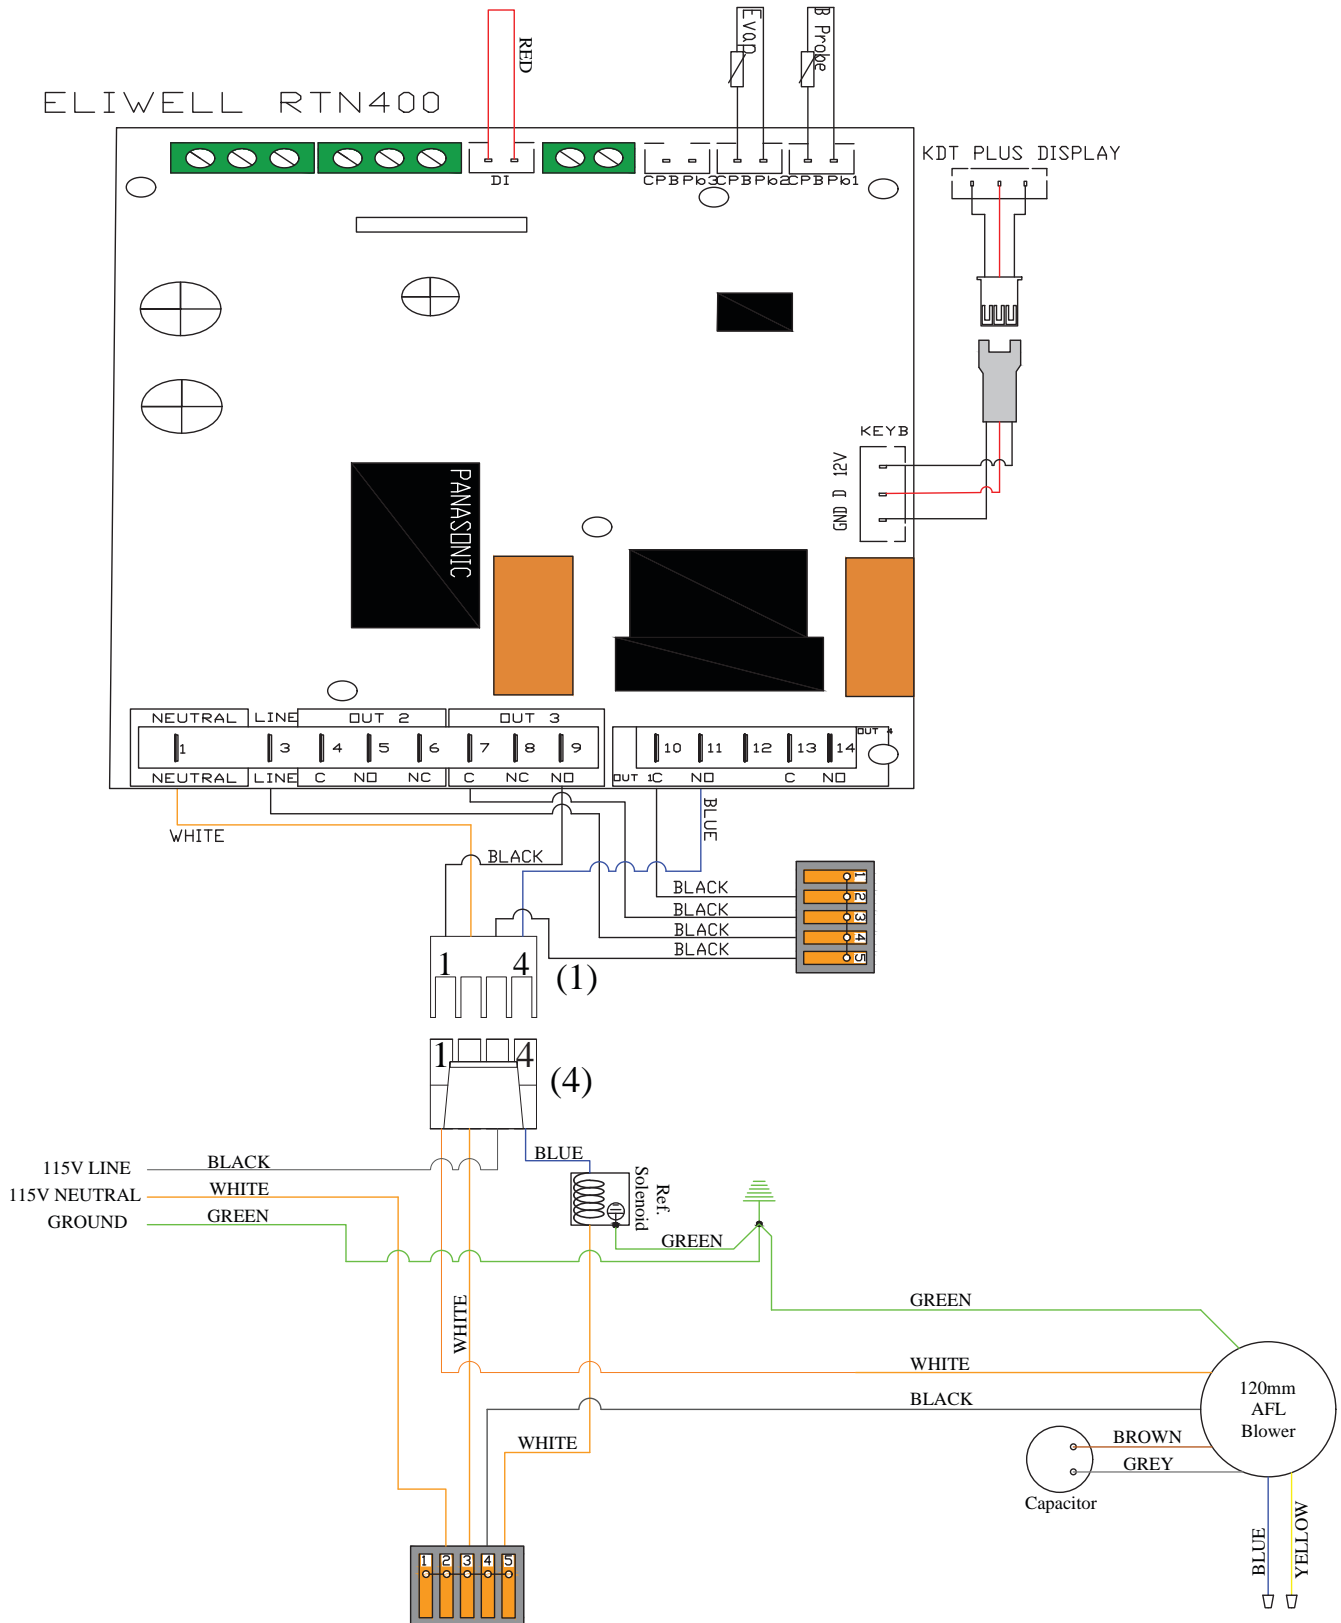 RED
Evap
B Probe
ELIWELL RTN400
KDT PLUS DISPLAY
DI
CPB Pb3
CPB Pb2
CPB Pb1
KEYB
GND D 12V
PANASONIC
NEUTRAL LINE OUT 2 OUT 3
OUT 4
1 3 4 5 6 7 8 9 10 11 12 13 14
NEUTRAL LINE C NO NC C NC NO OUT 1 C NO C NO
WHITE
BLACK
BLUE
BLACK
BLACK
BLACK
BLACK
1
2
3
4
5
1 4 (1)
1 4 (4)
115V LINE BLACK
115V NEUTRAL WHITE
GROUND GREEN
BLUE
Ref.
Solenoid
GREEN
GREEN
WHITE
WHITE
BLACK
WHITE
120mm
AFL
Blower
BROWN
GREY
Capacitor
BLUE
YELLOW
1 2 3 4 5